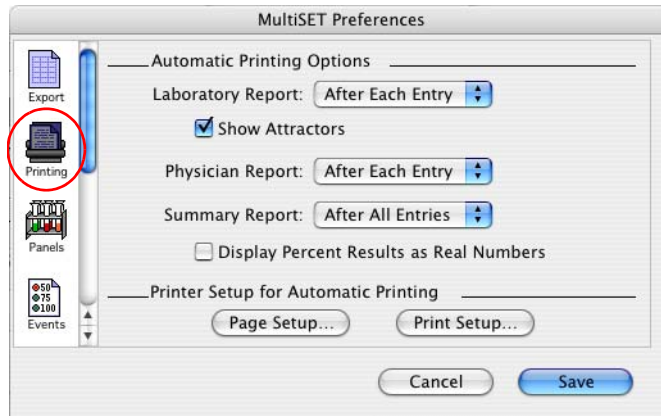 MultiSET Preferences
Export
Printing
Panels
50
75
100
Events
Automatic Printing Options
Laboratory Report: After Each Entry
Show Attractors
Physician Report: After Each Entry
Summary Report: After All Entries
Display Percent Results as Real Numbers
Printer Setup for Automatic Printing
Page Setup... Print Setup...
Cancel Save